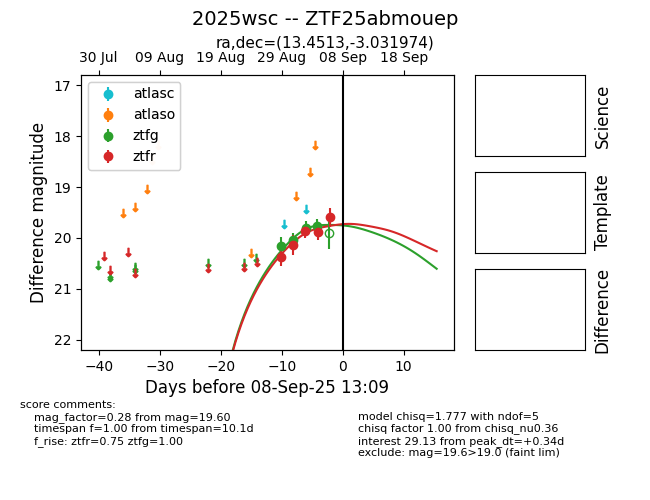 2025wsc -- ZTF25abmouep
ra,dec=(13.4513,-3.031974)
30 Jul 09 Aug 19 Aug 29 Aug 08 Sep 18 Sep
atlasc
atlaso
ztfg
ztfr
17
18
19
20
21
22
Difference magnitude
−40 −30 −20 −10 0 10
Days before 08-Sep-25 13:09
Science
Template
Difference
score comments:
mag_factor=0.28 from mag=19.60
timespan f=1.00 from timespan=10.1d
f_rise: ztfr=0.75 ztfg=1.00
model chisq=1.777 with ndof=5
chisq factor 1.00 from chisq_nu0.36
interest 29.13 from peak_dt=+0.34d
exclude: mag=19.6>19.0 (faint lim)